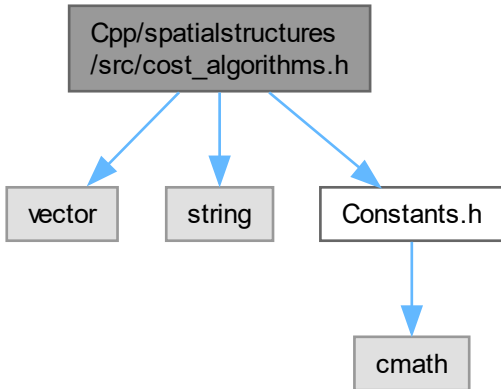 Cpp/spatialstructures
/src/cost_algorithms.h
vector
string
Constants.h
cmath